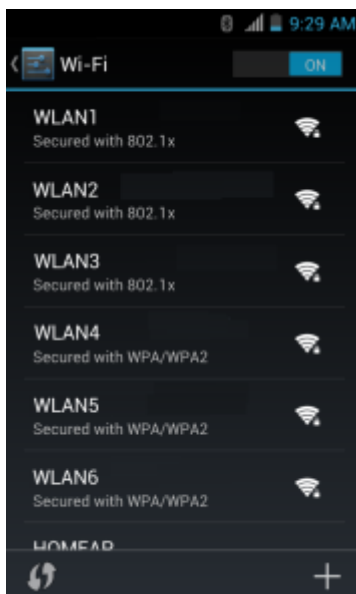 9:29 AM
Wi-Fi
ON
WLAN1
Secured with 802.1x
WLAN2
Secured with 802.1x
WLAN3
Secured with 802.1x
WLAN4
Secured with WPA/WPA2
WLAN5
Secured with WPA/WPA2
WLAN6
Secured with WPA/WPA2